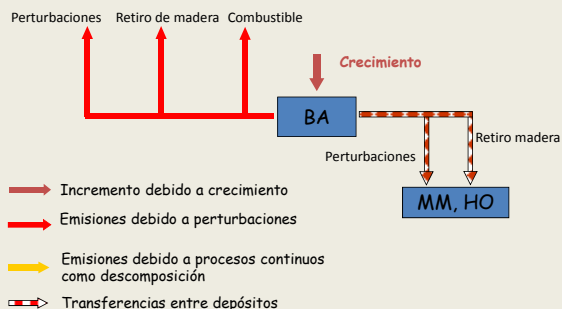 Perturbaciones Retiro de madera Combustible
Crecimiento
BA
Retiro madera
Perturbaciones
MM, HO
Incremento debido a crecimiento
Emisiones debido a perturbaciones
Emisiones debido a procesos continuos
como descomposición
Transferencias entre depósitos